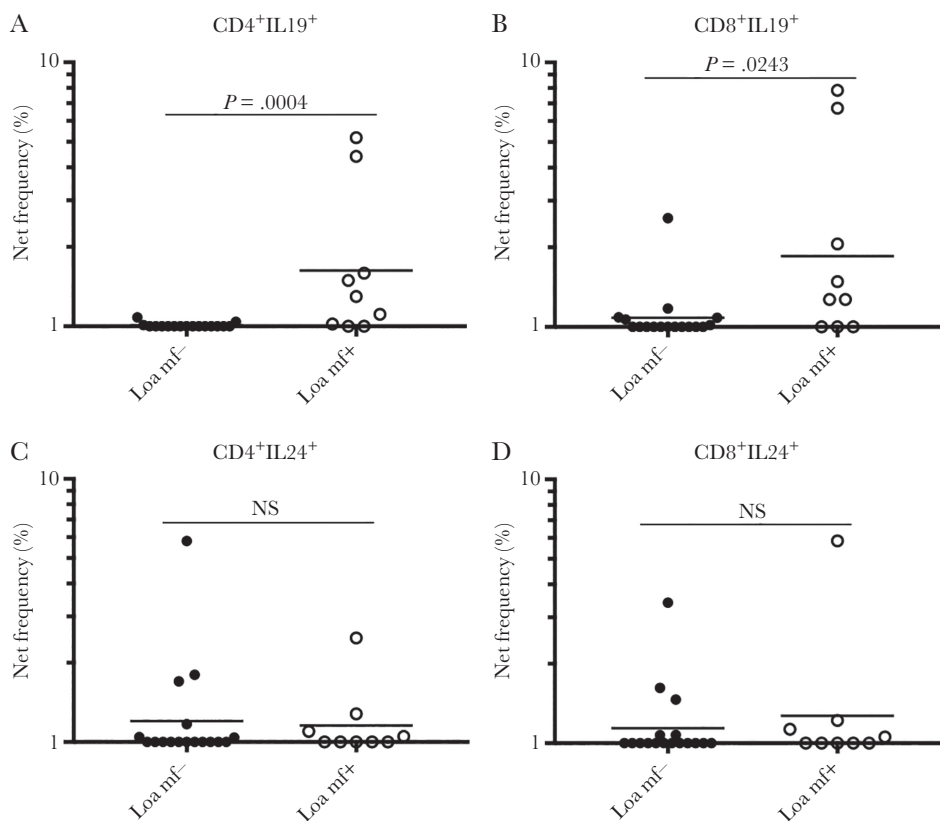 A
CD4⁺IL19⁺
Net frequency (%)
10
1
P = .0004
Loa mf⁻
Loa mf+
B
CD8⁺IL19⁺
Net frequency (%)
10
1
P = .0243
Loa mf⁻
Loa mf+
C
CD4⁺IL24⁺
Net frequency (%)
10
1
NS
Loa mf⁻
Loa mf+
D
CD8⁺IL24⁺
Net frequency (%)
10
1
NS
Loa mf⁻
Loa mf+